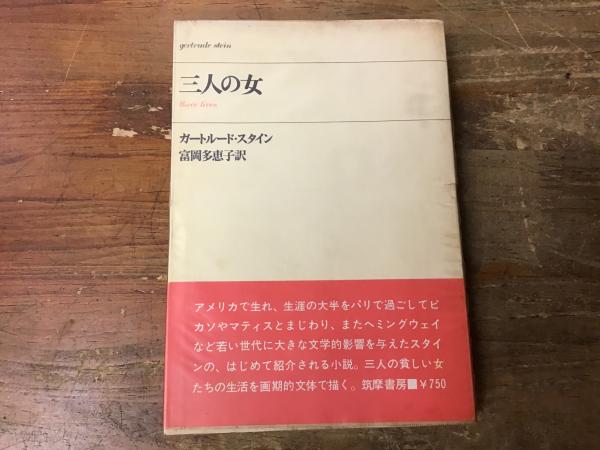 gertrude stein
三人の女
three lives
ガートルード・スタイン
富岡多恵子訳
アメリカで生れ、生涯の大半をパリで過ごしてピ
カソやマティスとまじわり、またヘミングウェイ
など若い世代に大きな文学的影響を与えたスタイ
ンの、はじめて紹介される小説。三人の貧しい女
たちの生活を画期的文体で描く。筑摩書房■¥750